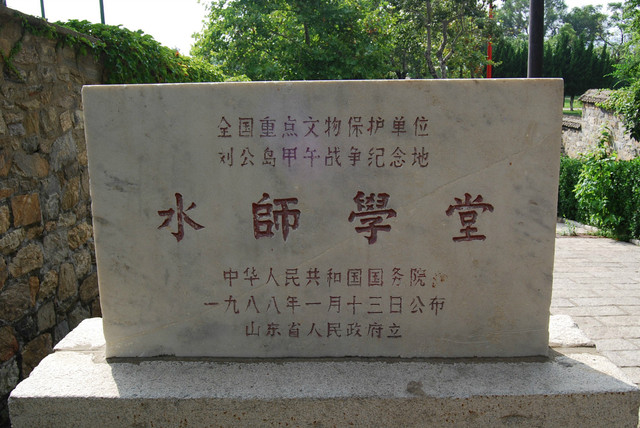 全国重点文物保护单位
刘公岛甲午战争纪念地
水師學堂
中华人民共和国国务院
一九八八年一月十三日公布
山东省人民政府立